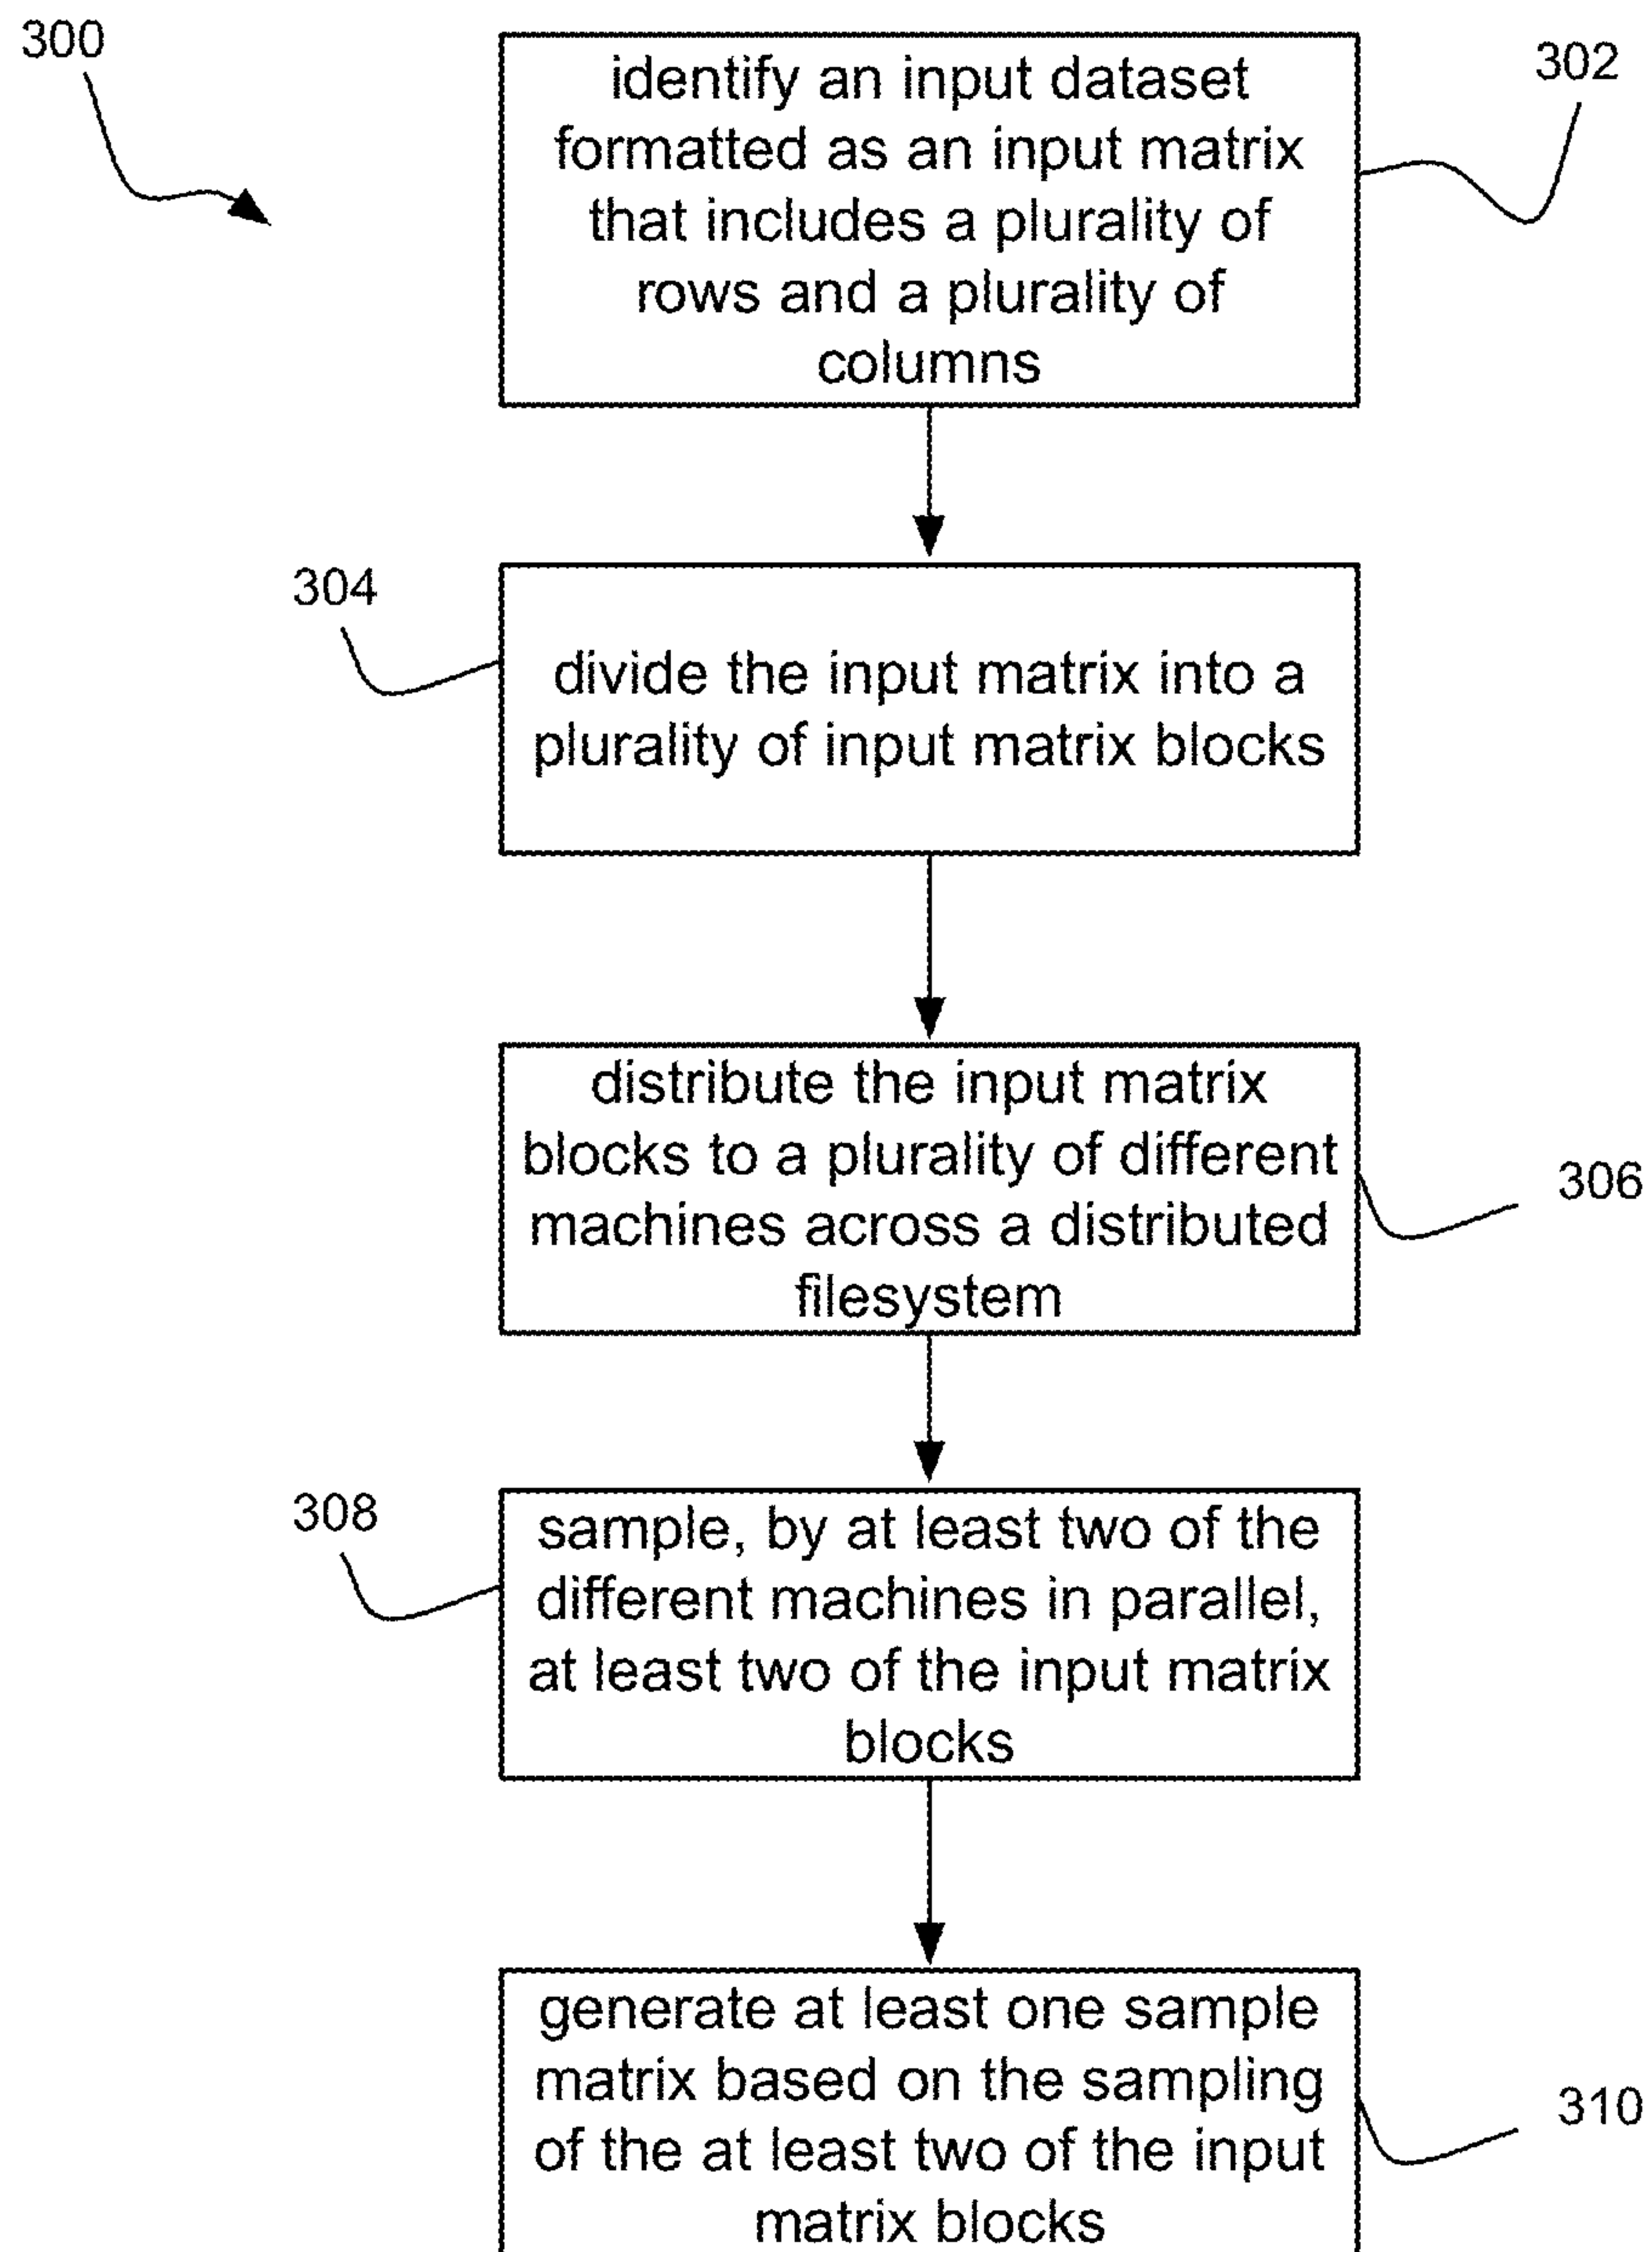 300
302
identify an input dataset
formatted as an input matrix
that includes a plurality of
rows and a plurality of
columns
304
divide the input matrix into a
plurality of input matrix blocks
distribute the input matrix
blocks to a plurality of different
machines across a distributed
filesystem
306
308
sample, by at least two of the
different machines in parallel,
at least two of the input matrix
blocks
generate at least one sample
matrix based on the sampling
of the at least two of the input
matrix blocks
310